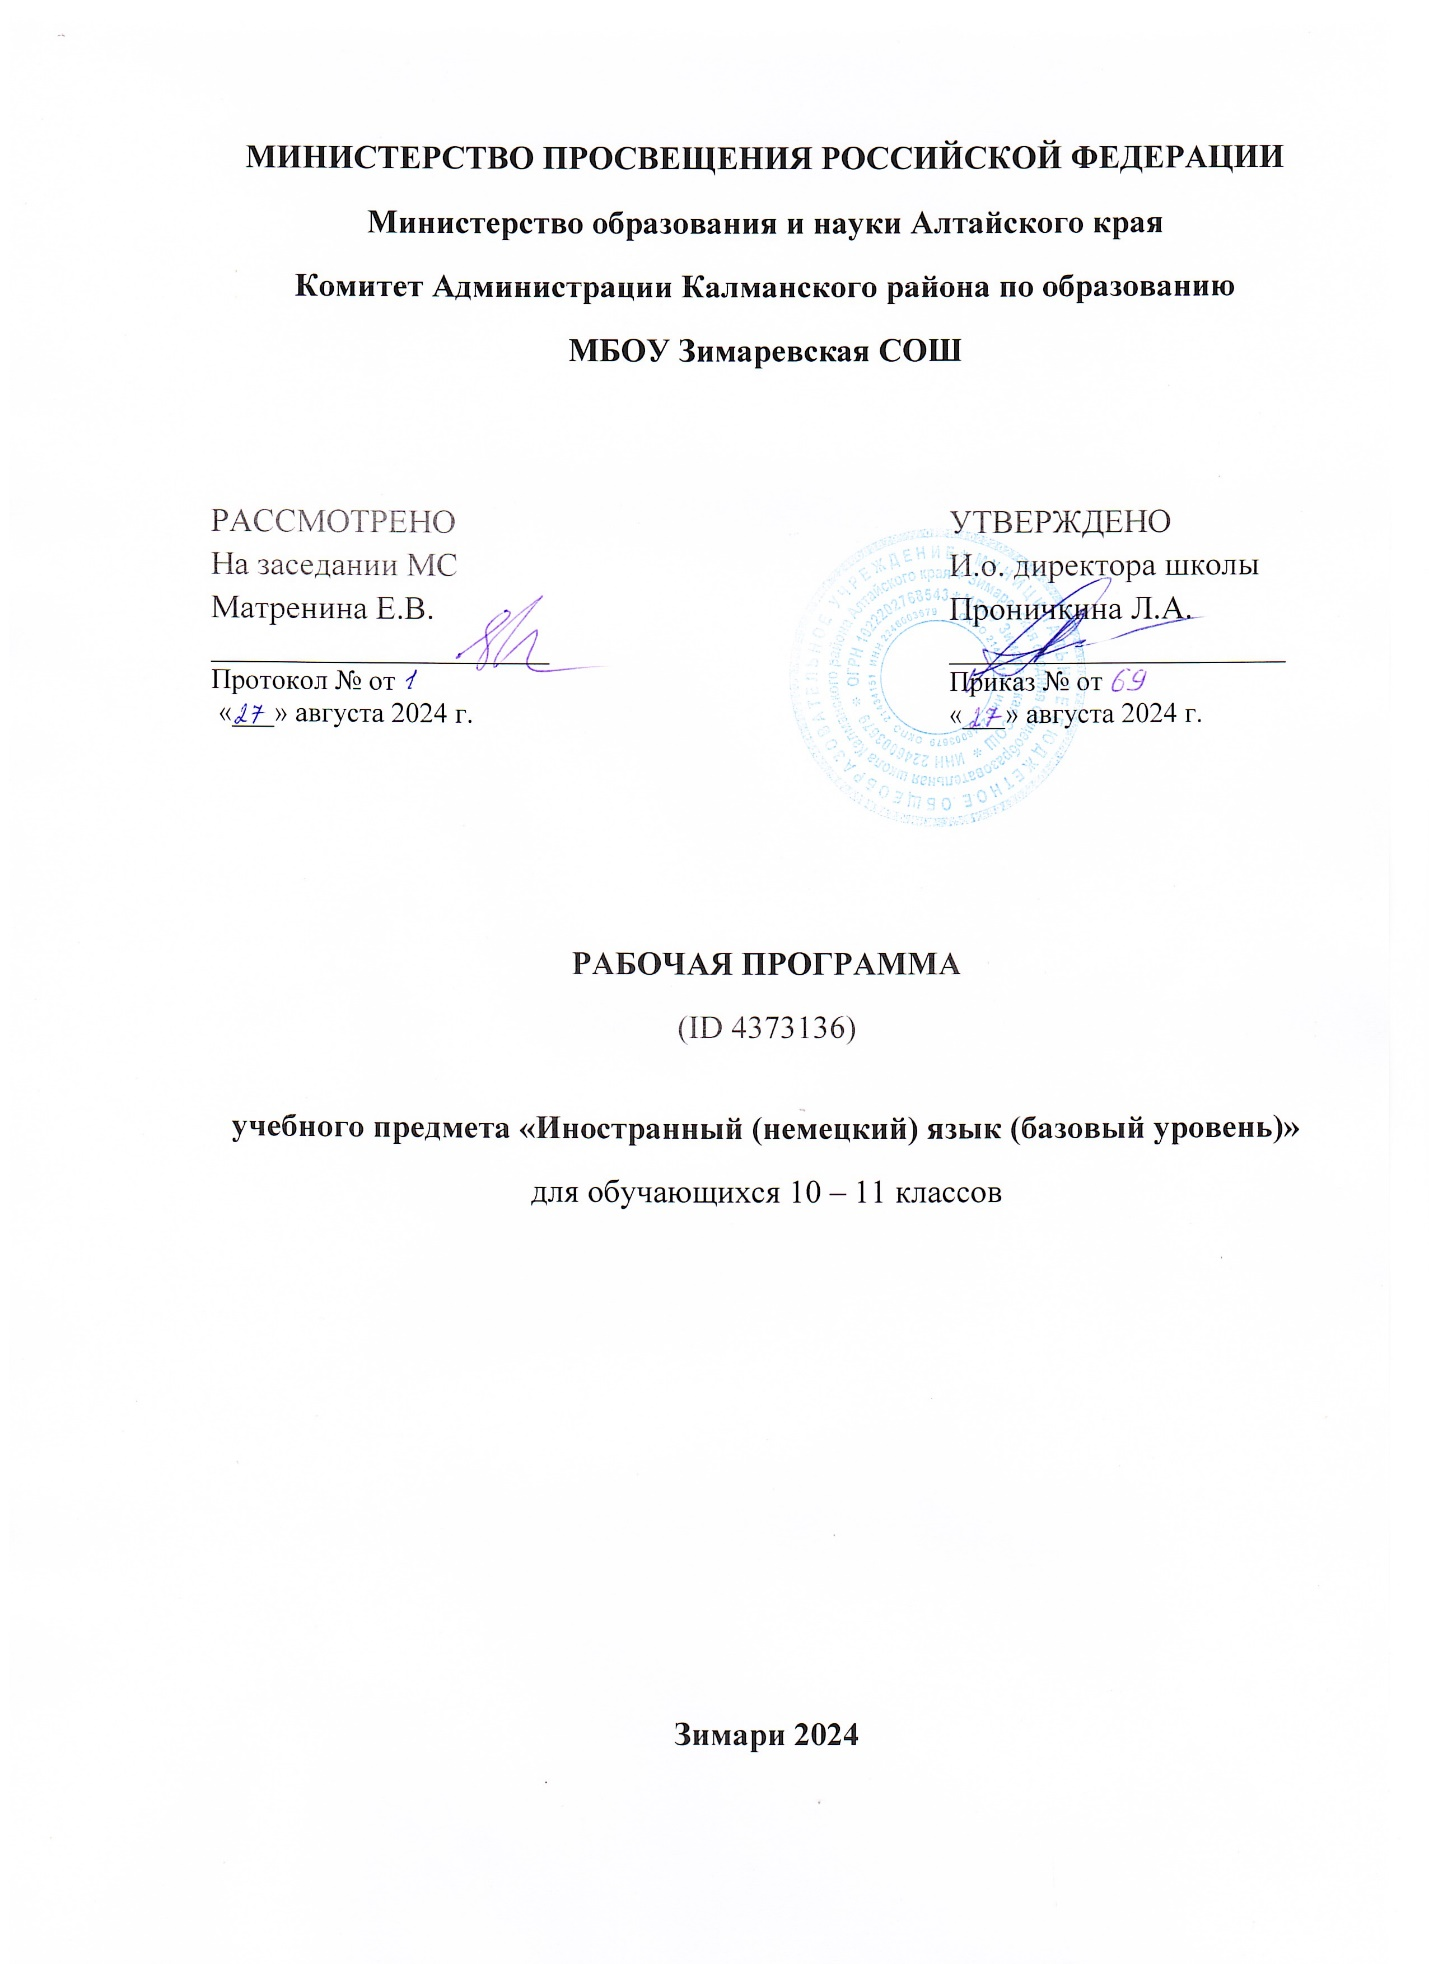 МИНИСТЕРСТВО ПРОСВЕЩЕНИЯ РОССИЙСКОЙ ФЕДЕРАЦИИ
Министерство образования и науки Алтайского края
Комитет Администрации Калманского района по образованию
МБОУ Зимаревская СОШ
РАССМОТРЕНО
На заседании МС
Матренина Е.В.
Протокол № от 1
«27» августа 2024 г.
УТВЕРЖДЕНО
И.о. директора школы
Проничкина Л.А.
Приказ № от 69
«27» августа 2024 г.
РАБОЧАЯ ПРОГРАММА
(ID 4373136)
учебного предмета «Иностранный (немецкий) язык (базовый уровень)»
для обучающихся 10 – 11 классов
Зимари 2024